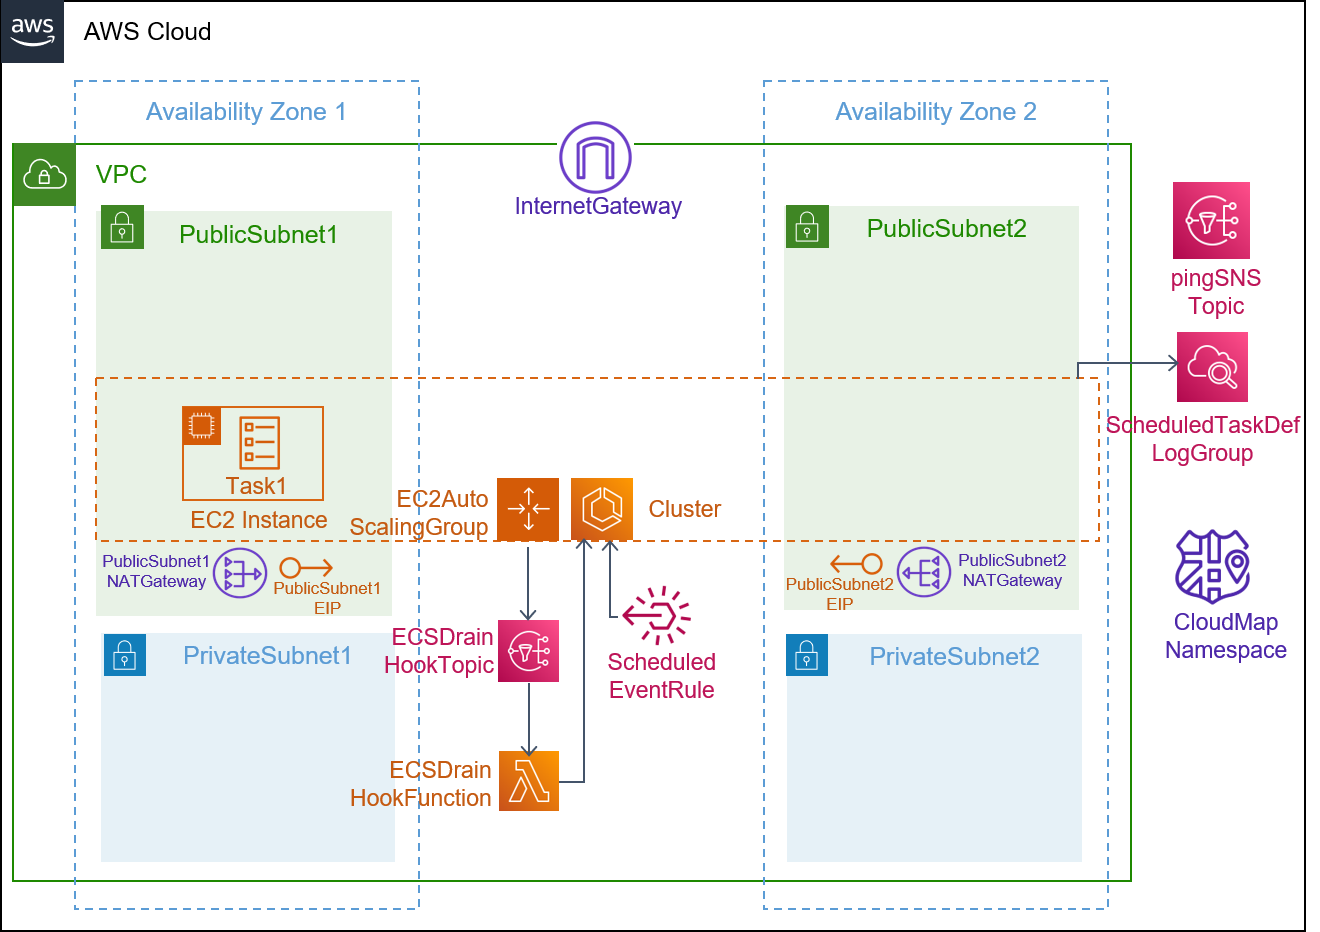 aws
AWS Cloud
Availability Zone 1
Availability Zone 2
VPC
InternetGateway
PublicSubnet1
PublicSubnet2
pingSNS
Topic
ScheduledTaskDef
LogGroup
Task1
EC2 Instance
EC2Auto
ScalingGroup
Cluster
PublicSubnet1
NATGateway
PublicSubnet1
EIP
PublicSubnet2
EIP
PublicSubnet2
NATGateway
CloudMap
Namespace
PrivateSubnet1
ECSDrain
HookTopic
Scheduled
EventRule
PrivateSubnet2
ECSDrain
HookFunction